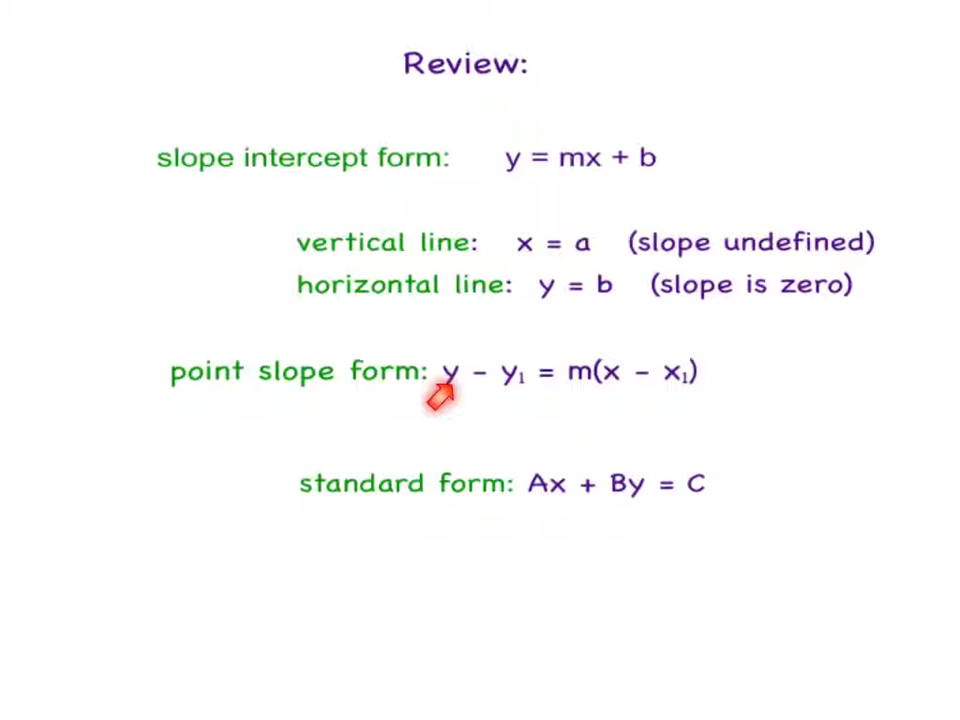 Review:
slope intercept form: y = mx + b
vertical line: x = a (slope undefined)
horizontal line: y = b (slope is zero)
point slope form: y - y₁ = m(x - x₁)
standard form: Ax + By = C